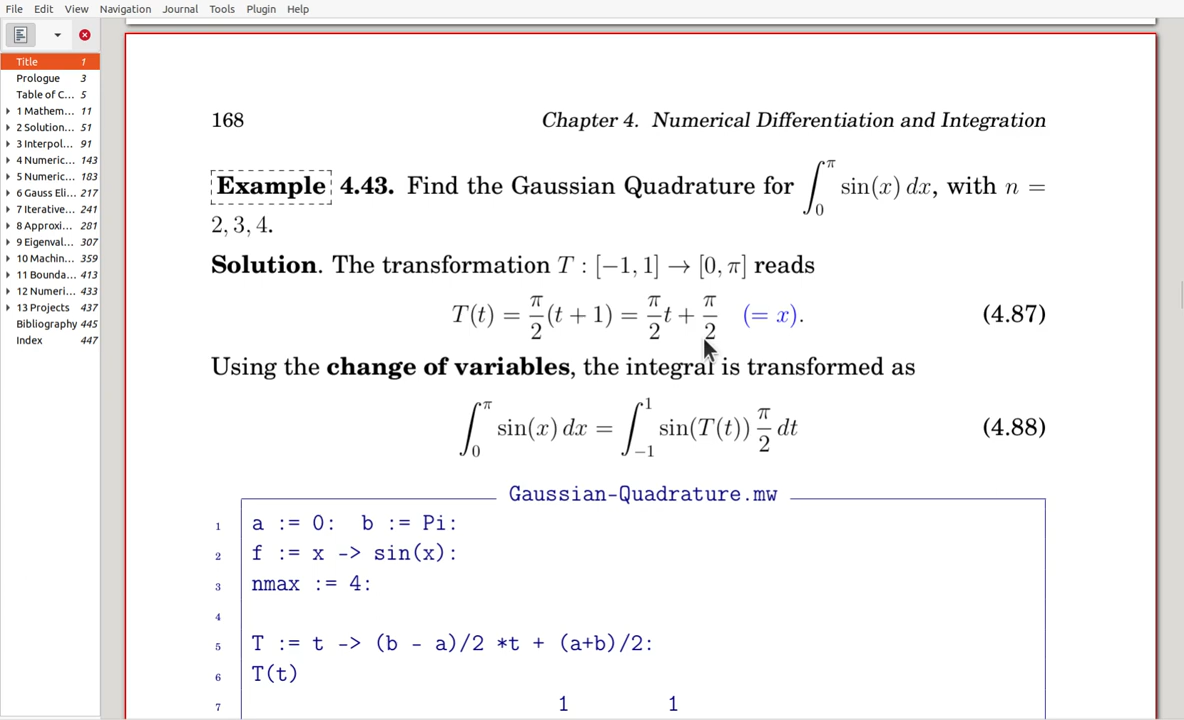 File Edit View Navigation Journal Tools Plugin Help
Title 1
Prologue 3
Table of C... 5
1 Mathem... 11
2 Solution... 51
3 Interpol... 91
4 Numeric... 143
5 Numeric... 183
6 Gauss Eli... 217
7 Iterative... 241
8 Approxi... 281
9 Eigenval... 307
10 Machin... 359
11 Bounda... 413
12 Numeri... 433
13 Projects 437
Bibliography 445
Index 447
168 Chapter 4. Numerical Differentiation and Integration
Example 4.43. Find the Gaussian Quadrature for ∫_0^π sin(x) dx, with n =
2, 3, 4.
Solution. The transformation T : [−1, 1] → [0, π] reads
T(t) = π/2 (t + 1) = π/2 t + π/2 (= x). (4.87)
Using the change of variables, the integral is transformed as
∫_0^π sin(x) dx = ∫_{−1}^1 sin(T(t)) π/2 dt (4.88)
Gaussian-Quadrature.mw
1 a := 0: b := Pi:
2 f := x -> sin(x):
3 nmax := 4:
4
5 T := t -> (b - a)/2 *t + (a+b)/2:
6 T(t)
7 1 1